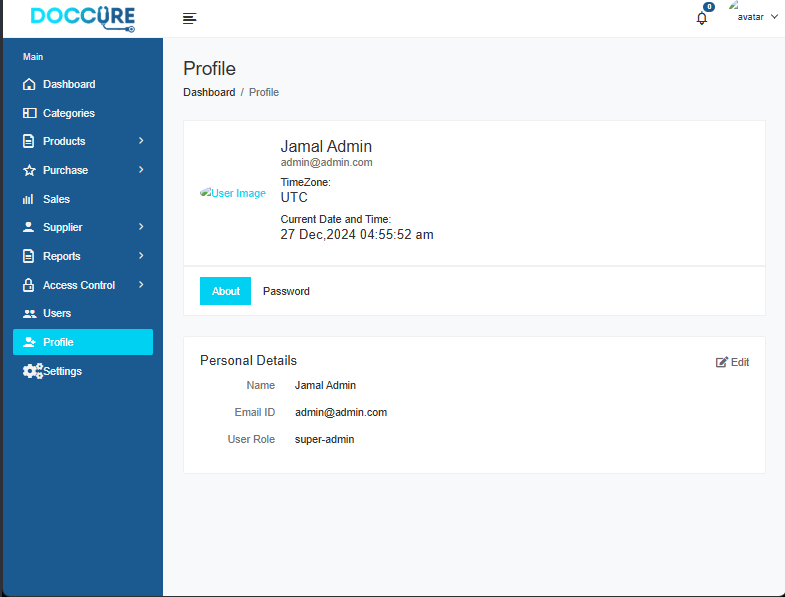 DOCCURE
0
avatar
Main
Dashboard
Categories
Products
Purchase
Sales
Supplier
Reports
Access Control
Users
Profile
Settings
Profile
Dashboard / Profile
User Image
Jamal Admin
admin@admin.com
TimeZone:
UTC
Current Date and Time:
27 Dec,2024 04:55:52 am
About Password
Personal Details Edit
Name Jamal Admin
Email ID admin@admin.com
User Role super-admin